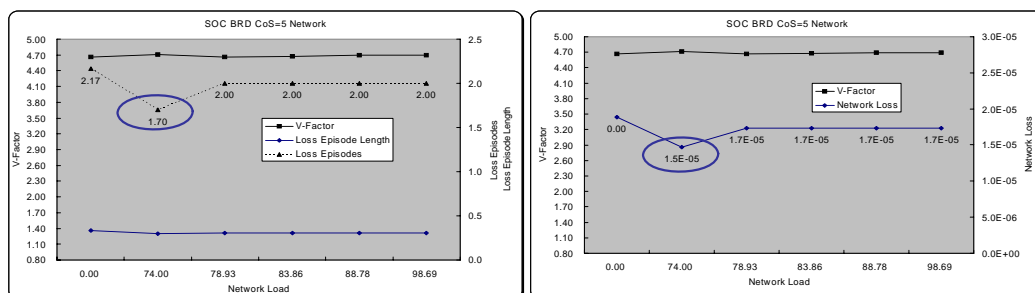 SOC BRD CoS=5 Network
5.00
4.70
4.40
4.10
3.80
3.50
3.20
2.90
2.60
2.30
2.00
1.70
1.40
1.10
0.80
V-Factor
2.17
1.70
2.00
2.00
2.00
2.00
V-Factor
Loss Episode Length
Loss Episodes
2.5
2.0
1.5
1.0
0.5
0.0
Loss Episodes
Loss Episode Length
0.00 74.00 78.93 83.86 88.78 98.69
Network Load
SOC BRD CoS=5 Network
5.00
4.70
4.40
4.10
3.80
3.50
3.20
2.90
2.60
2.30
2.00
1.70
1.40
1.10
0.80
V-Factor
V-Factor
Network Loss
0.00
1.5E-05
1.7E-05
1.7E-05
1.7E-05
1.7E-05
3.0E-05
2.5E-05
2.0E-05
1.5E-05
1.0E-05
5.0E-06
0.0E+00
Network Loss
0.00 74.00 78.93 83.86 88.78 98.69
Network Load